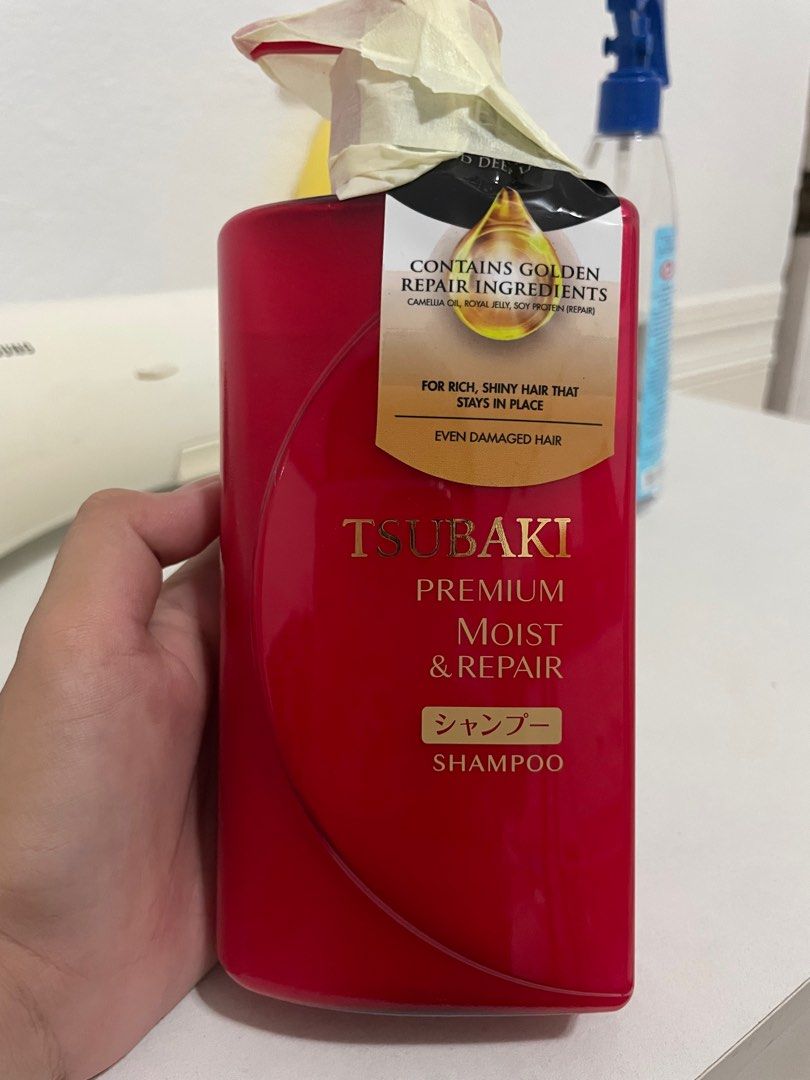 CONTAINS GOLDEN
REPAIR INGREDIENTS
CAMELLIA OIL, ROYAL JELLY, SOY PROTEIN (REPAIR)
FOR RICH, SHINY HAIR THAT
STAYS IN PLACE
EVEN DAMAGED HAIR
TSUBAKI
PREMIUM
MOIST
& REPAIR
シャンプー
SHAMPOO